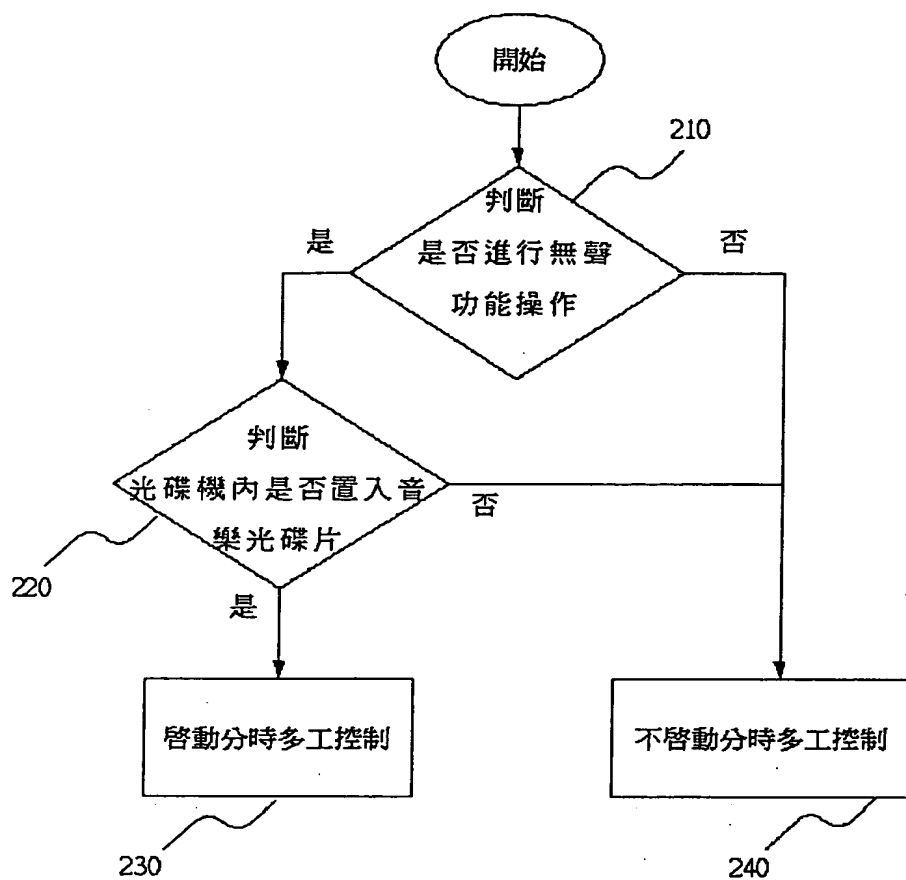 開始
210
判斷
是否進行無聲
功能操作
是
否
判斷
光碟機內是否置入音
樂光碟片
否
220
是
啓動分時多工控制
不啓動分時多工控制
230
240